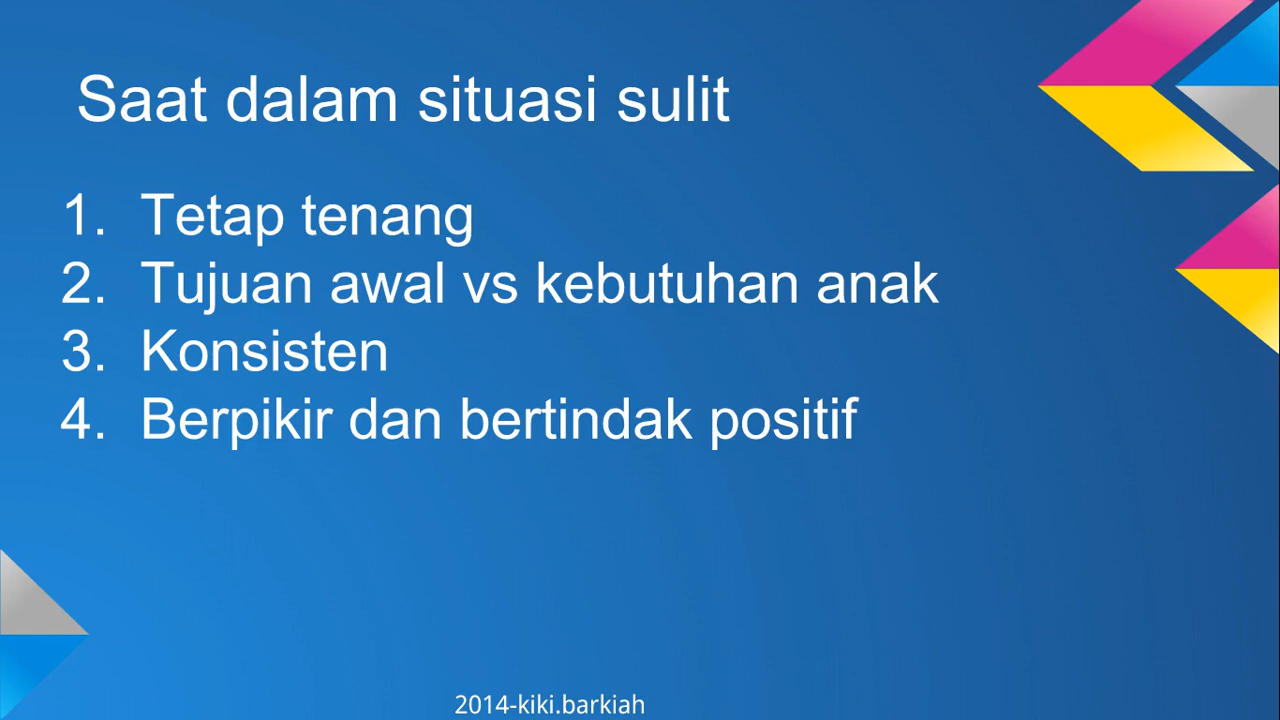 Saat dalam situasi sulit
1. Tetap tenang
2. Tujuan awal vs kebutuhan anak
3. Konsisten
4. Berpikir dan bertindak positif
2014-kiki.barkiah